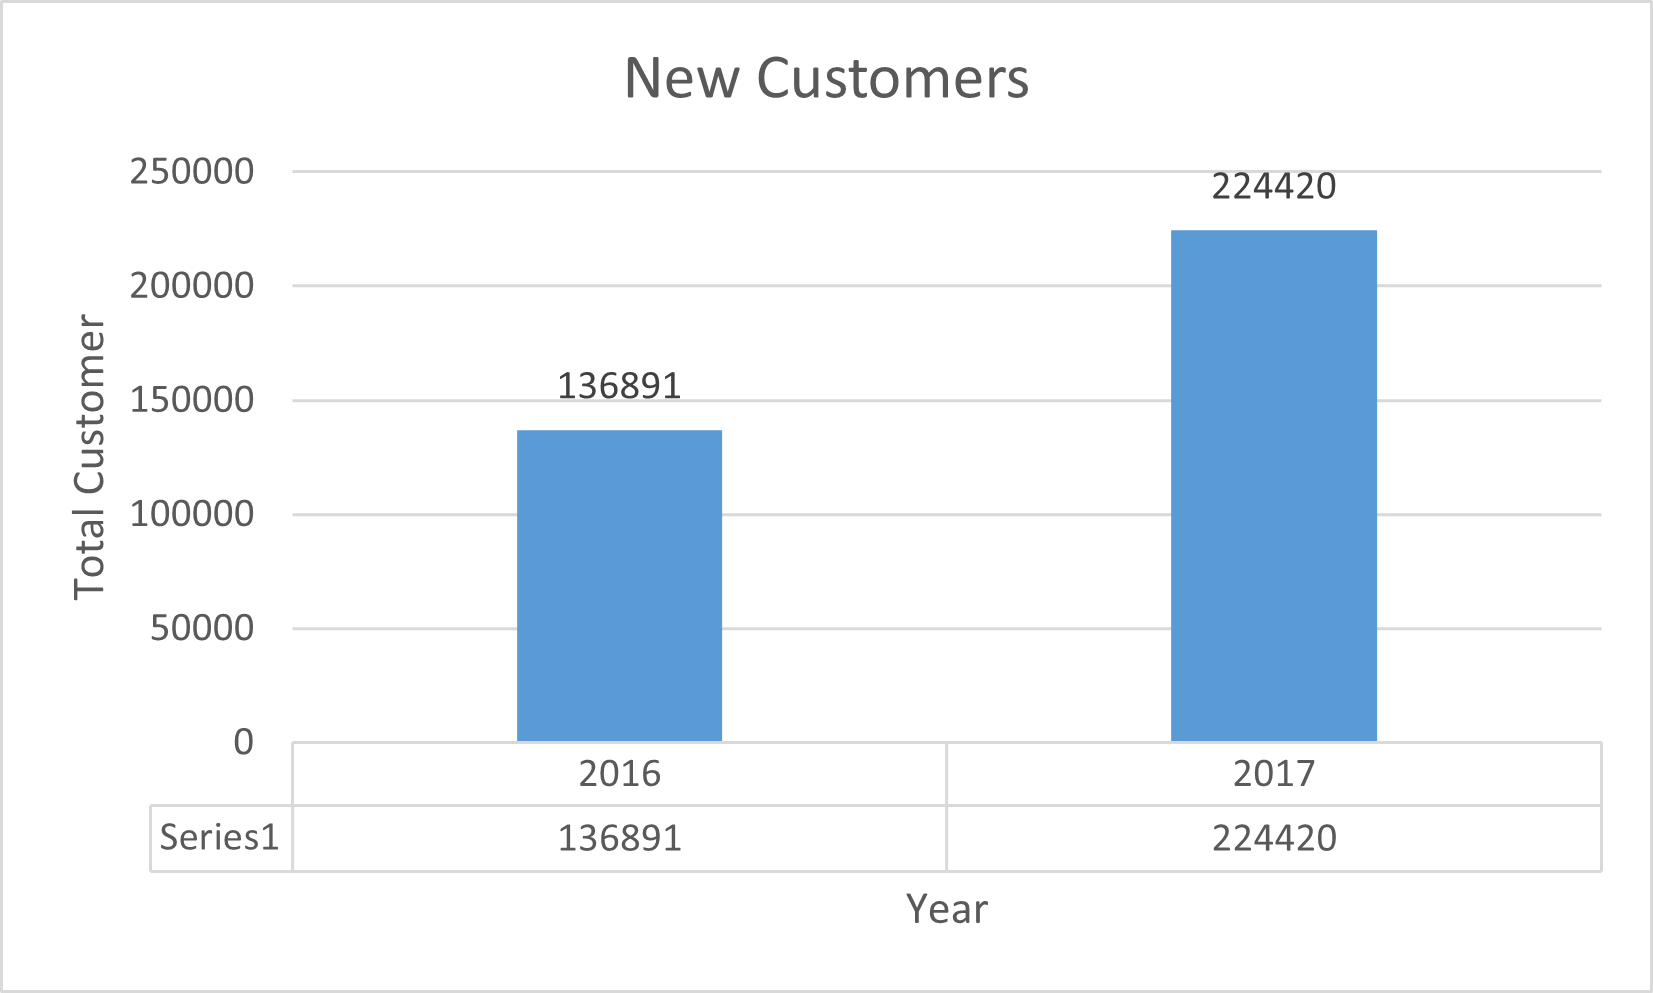 New Customers
250000
200000
150000
100000
50000
0
Total Customer
136891
224420
2016 2017
Series1 136891 224420
Year